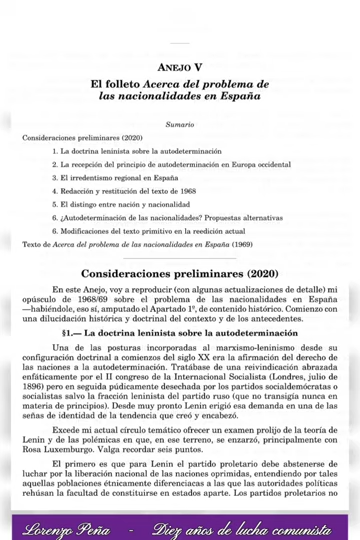 ANEJO V
El folleto Acerca del problema de
las nacionalidades en España
Sumario
Consideraciones preliminares (2020)
1. La doctrina leninista sobre la autodeterminación
2. La recepción del principio de autodeterminación en Europa occidental
3. El irredentismo regional en España
4. Redacción y restitución del texto de 1968
5. El distingo entre nación y nacionalidad
6. ¿Autodeterminación de las nacionalidades? Propuestas alternativas
6. Modificaciones del texto primitivo en la reedición actual
Texto de Acerca del problema de las nacionalidades en España (1969)
Consideraciones preliminares (2020)
En este Anejo, voy a reproducir (con algunas actualizaciones de detalle) mi
opúsculo de 1968/69 sobre el problema de las nacionalidades en España
—habiéndole, eso sí, amputado el Apartado 1º, de contenido histórico. Comienzo con
una dilucidación histórica y doctrinal del contexto y de los antecedentes.
§1.— La doctrina leninista sobre la autodeterminación
Una de las posturas incorporadas al marxismo-leninismo desde su
configuración doctrinal a comienzos del siglo XX era la afirmación del derecho de
las naciones a la autodeterminación. Tratábase de una reivindicación abrazada
enfáticamente por el II congreso de la Internacional Socialista (Londres, julio de
1896) pero en seguida púdicamente desechada por los partidos socialdemócratas o
socialistas salvo la fracción leninista del partido ruso (que no transigía nunca en
materia de principios). Desde muy pronto Lenin erigió esa demanda en una de las
señas de identidad de la tendencia que creó y encabezó.
Excede mi actual círculo temático ofrecer un examen prolijo de la teoría de
Lenin y de las polémicas en que, en ese terreno, se enzarzó, principalmente con
Rosa Luxemburgo. Valga recordar seis puntos.
El primero es que para Lenin el partido proletario debe abstenerse de
luchar por la liberación nacional de las naciones oprimidas, entendiendo por tales
aquellas poblaciones étnicamente diferenciacas a las que las autoridades políticas
rehúsan la facultad de constituirse en estados aparte. Los partidos proletarios no
Lorenzo Peña - Diez años de lucha comunista